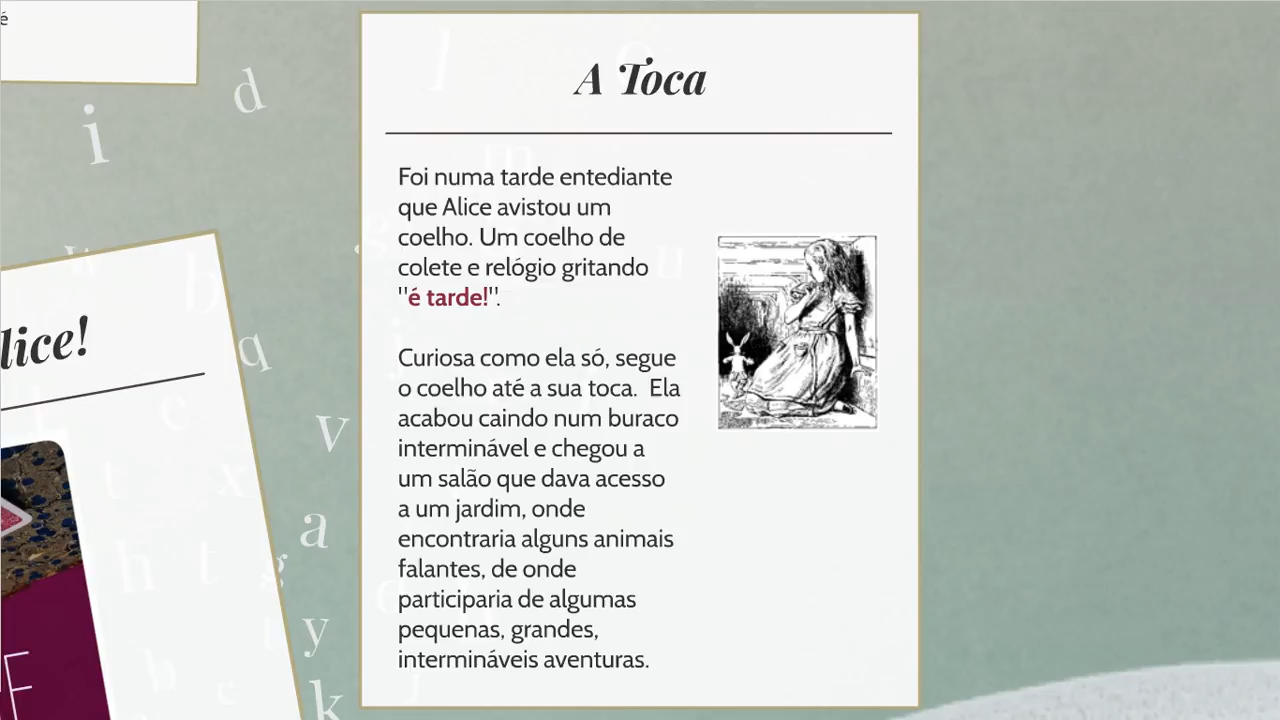 é
A Toca
Foi numa tarde entediante
que Alice avistou um
coelho. Um coelho de
colete e relógio gritando
"é tarde!".
Curiosa como ela só, segue
o coelho até a sua toca.  Ela
acabou caindo num buraco
interminável e chegou a
um salão que dava acesso
a um jardim, onde
encontraria alguns animais
falantes, de onde
participaria de algumas
pequenas, grandes,
intermináveis aventuras.
lice!
i
d
q
v
a
y
k
F